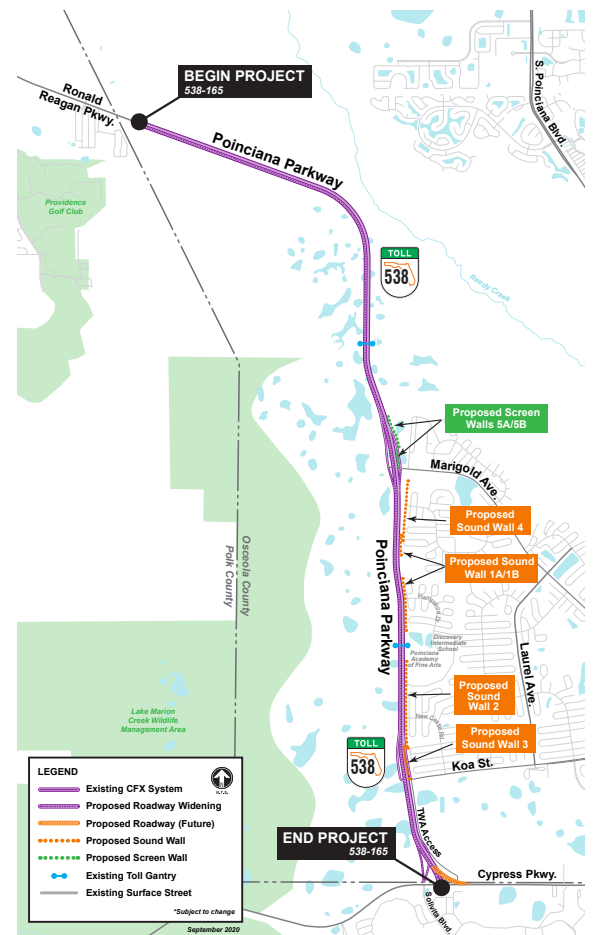 BEGIN PROJECT
538-165
Ronald
Reagan Pkwy.
S. Poinciana Blvd.
Poinciana Parkway
Providence
Golf Club
TOLL
538
Reedy Creek
Proposed Screen
Walls 5A/5B
Marigold Ave.
Proposed
Sound Wall 4
Osceola County
Polk County
Poinciana Parkway
Proposed Sound
Wall 1A/1B
Discovery
Intermediate
School
Poinciana
Academy
of Fine Arts
Laurel Ave.
Proposed
Sound
Wall 2
Lake Marion
Creek Wildlife
Management Area
Proposed
Sound Wall 3
TOLL
538
Koa St.
LEGEND
N.T.S.
Existing CFX System
Proposed Roadway Widening
Proposed Roadway (Future)
Proposed Sound Wall
Proposed Screen Wall
Existing Toll Gantry
Existing Surface Street
*Subject to change
September 2020
TWA Access
END PROJECT
538-165
Cypress Pkwy.
Solivita Blvd.